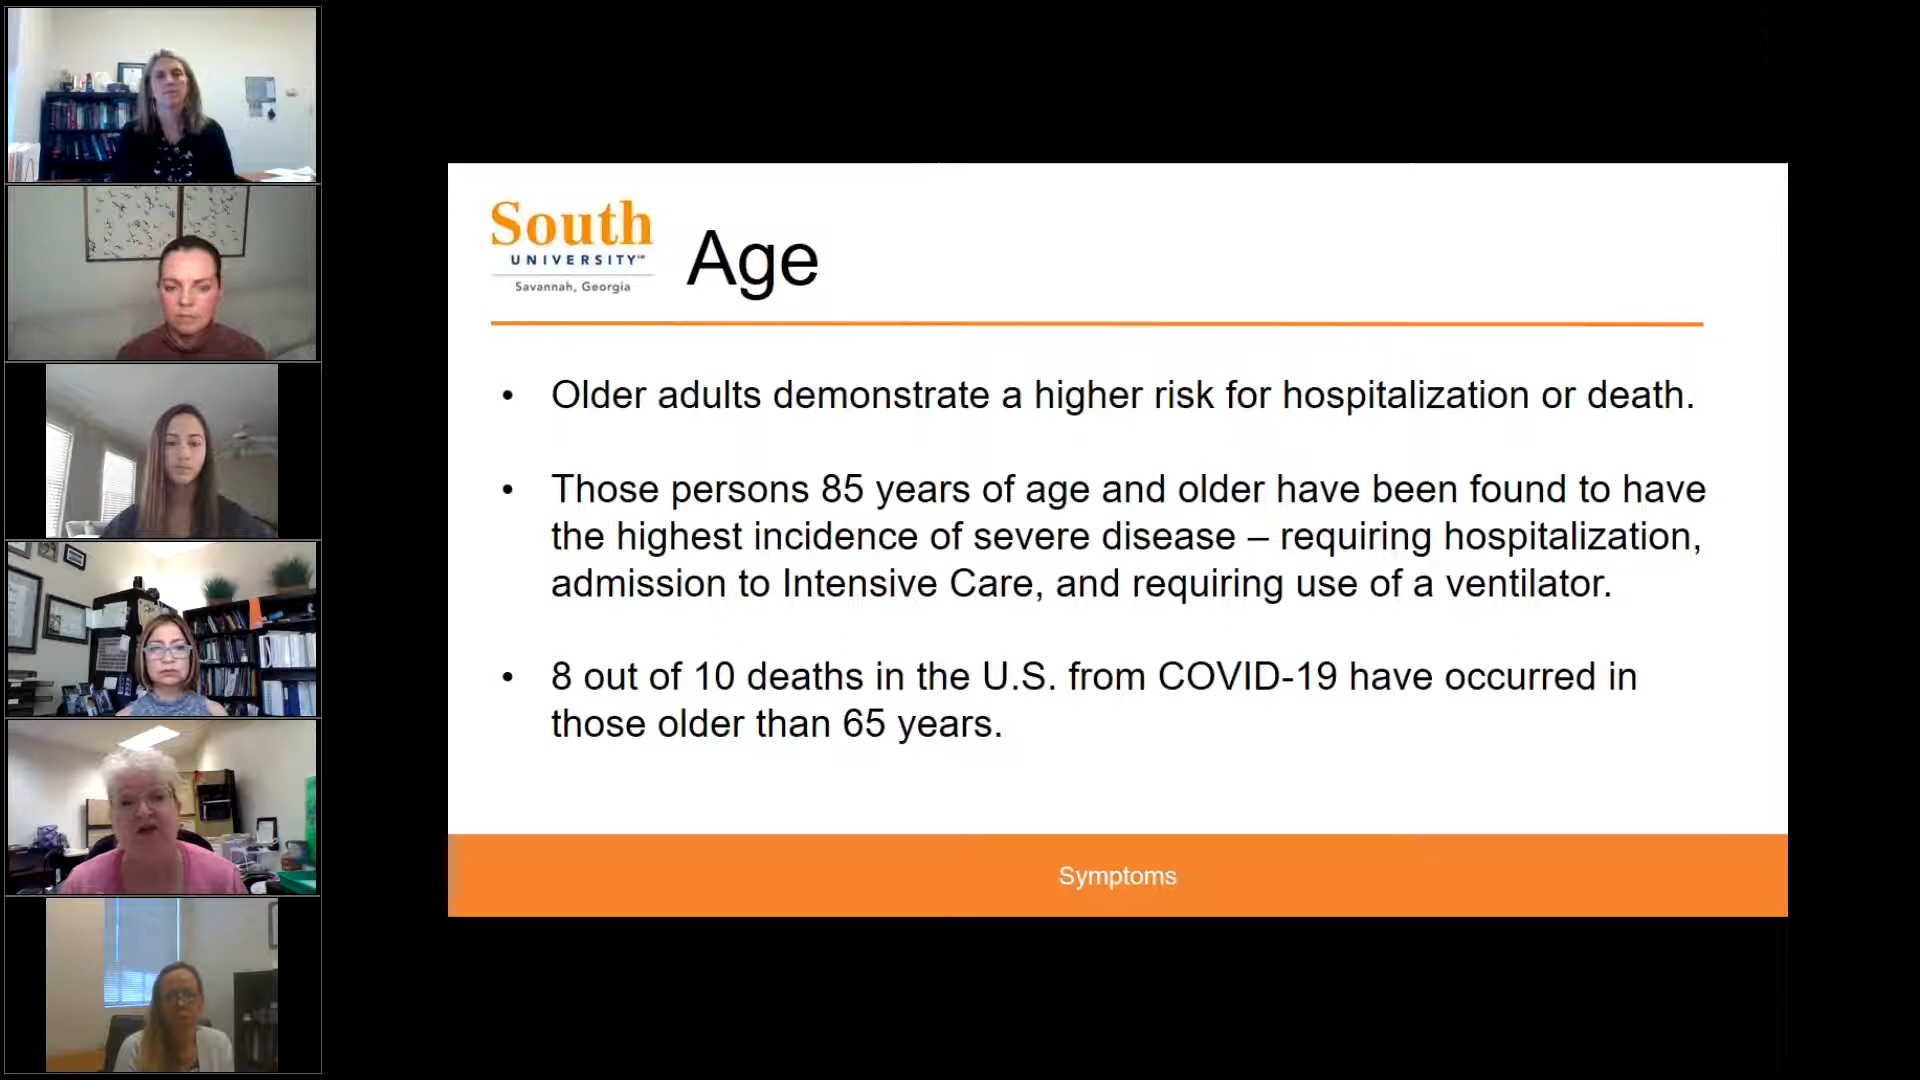 South
UNIVERSITY℠
Savannah, Georgia
Age
• Older adults demonstrate a higher risk for hospitalization or death.
• Those persons 85 years of age and older have been found to have
the highest incidence of severe disease – requiring hospitalization,
admission to Intensive Care, and requiring use of a ventilator.
• 8 out of 10 deaths in the U.S. from COVID-19 have occurred in
those older than 65 years.
Symptoms